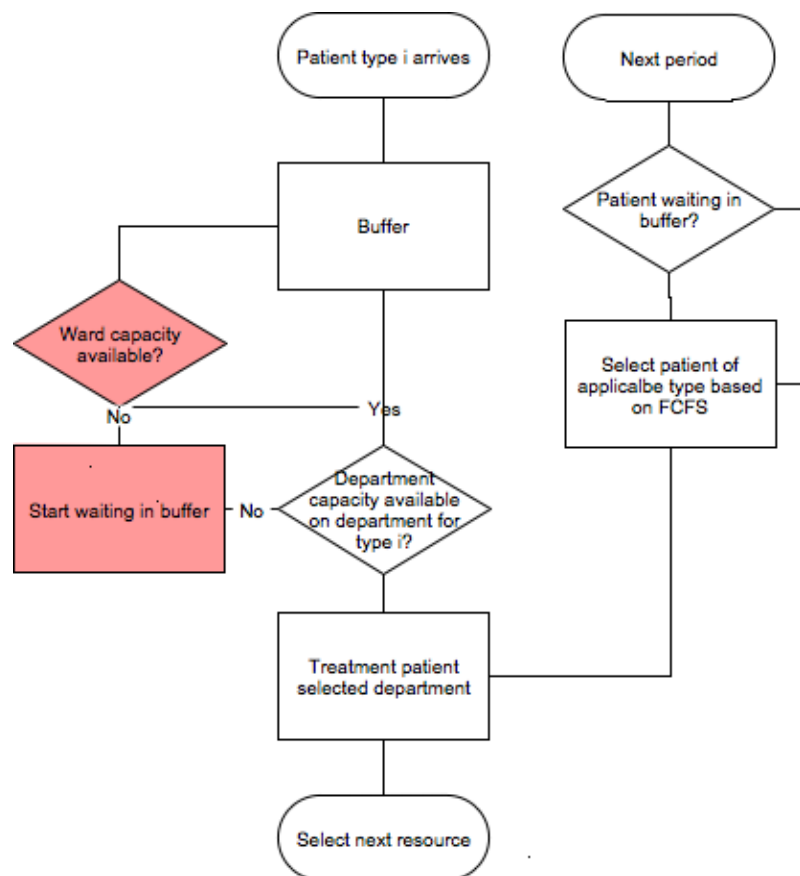 Patient type i arrives
Next period
Patient waiting in
buffer?
Buffer
Ward capacity
available?
Select patient of
applicalbe type based
on FCFS
No
Yes
Department
capacity available
on department for
type i?
Start waiting in buffer
No
Treatment patient
selected department
Select next resource